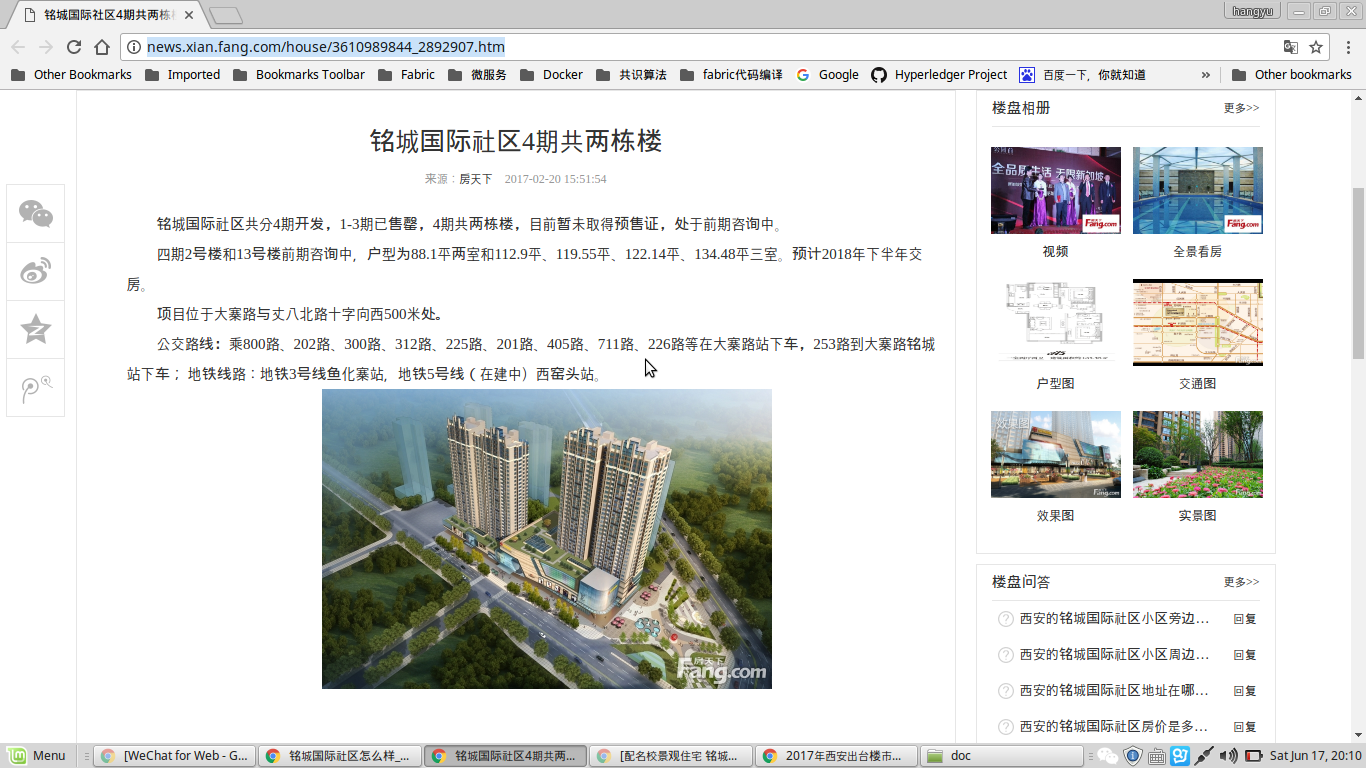 铭城国际社区4期共两栋
hangyu
news.xian.fang.com/house/3610989844_2892907.htm
Other Bookmarks Imported Bookmarks Toolbar Fabric 微服务 Docker 共识算法 fabric代码编译 Google Hyperledger Project 百度一下，你就知道 » Other bookmarks
铭城国际社区4期共两栋楼
来源：房天下 2017-02-20 15:51:54
铭城国际社区共分4期开发，1-3期已售罄，4期共两栋楼，目前暂未取得预售证，处于前期咨询中。
四期2号楼和13号楼前期咨询中，户型为88.1平两室和112.9平、119.55平、122.14平、134.48平三室。预计2018年下半年交
房。
项目位于大寨路与丈八北路十字向西500米处。
公交路线：乘800路、202路、300路、312路、225路、201路、405路、711路、226路等在大寨路站下车，253路到大寨路铭城
站下车；地铁线路：地铁3号线鱼化寨站，地铁5号线（在建中）西窑头站。
房天下
Fang.com
楼盘相册 更多>>
全品质生活 无限新加坡
Fang.com Fang.com
视频 全景看房
户型图 交通图
效果图
Fang.com Fang.com
效果图 实景图
楼盘问答 更多>>
西安的铭城国际社区小区旁边... 回复
西安的铭城国际社区小区周边... 回复
西安的铭城国际社区地址在哪... 回复
西安的铭城国际社区房价是多... 回复
Menu [WeChat for Web - G... 铭城国际社区怎么样_... 铭城国际社区4期共两... [配名校景观住宅 铭城... 2017年西安出台楼市... doc Sat Jun 17, 20:10